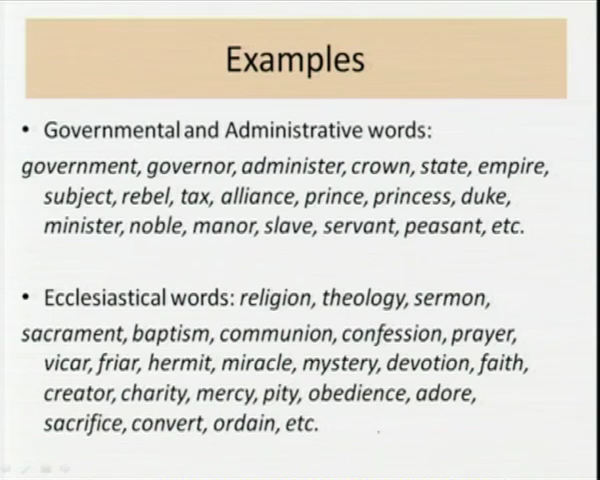 Examples
• Governmental and Administrative words:
government, governor, administer, crown, state, empire,
subject, rebel, tax, alliance, prince, princess, duke,
minister, noble, manor, slave, servant, peasant, etc.
• Ecclesiastical words: religion, theology, sermon,
sacrament, baptism, communion, confession, prayer,
vicar, friar, hermit, miracle, mystery, devotion, faith,
creator, charity, mercy, pity, obedience, adore,
sacrifice, convert, ordain, etc.